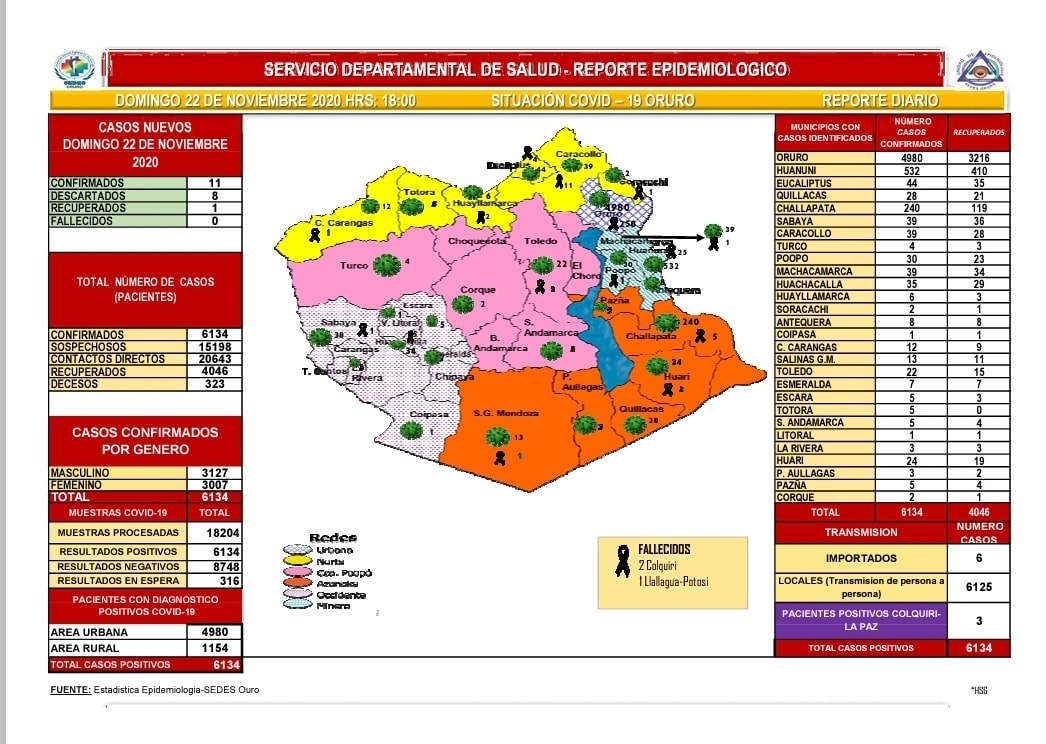 SERVICIO DEPARTAMENTAL DE SALUD - REPORTE EPIDEMIOLOGICO
DOMINGO 22 DE NOVIEMBRE 2020 HRS: 18:00 SITUACIÓN COVID – 19 ORURO REPORTE DIARIO
SEDES
ORURO
CASOS NUEVOS
DOMINGO 22 DE NOVIEMBRE
2020
CONFIRMADOS 11
DESCARTADOS 8
RECUPERADOS 1
FALLECIDOS 0
TOTAL NÚMERO DE CASOS
(PACIENTES)
CONFIRMADOS 6134
SOSPECHOSOS 15198
CONTACTOS DIRECTOS 20643
RECUPERADOS 4046
DECESOS 323
CASOS CONFIRMADOS
POR GENERO
MASCULINO 3127
FEMENINO 3007
TOTAL 6134
MUESTRAS COVID-19 TOTAL
MUESTRAS PROCESADAS 18204
RESULTADOS POSITIVOS 6134
RESULTADOS NEGATIVOS 8748
RESULTADOS EN ESPERA 316
PACIENTES CON DIAGNOSTICO
POSITIVOS COVID-19
AREA URBANA 4980
AREA RURAL 1154
TOTAL CASOS POSITIVOS 6134
Caracollo
39
44
11
2
Soracachi
1
Totora
6
Huayllamarca
2
12
C. Carangas
1
4980
Oruro
258
39
1
Machacamarca
Huanuni
25
532
Poopó
1
Antequera
Choquecota
Toledo
22
El
Choro
Turco
4
Corque
2
Pazña
5
Escara
5
Sabaya
1
V. Litoral
38
Carangas
Esmeralda
T. Santos
Rivera
Chipaya
S.
Andamarca
B.
Andamarca
240
Challapata
5
24
Huari
2
P.
Aullagas
Quillacas
28
Coipasa
1
S.G. Mendoza
13
1
Redes
Urbana
Norte
Cen. Poopó
Azanales
Occidente
Minera
FALLECIDOS
2 Colquiri
1 Llallagua-Potosi
MUNICIPIOS CON
CASOS IDENTIFICADOS
NÚMERO
CASOS
CONFIRMADOS
RECUPERADOS
ORURO 4980 3216
HUANUNI 532 410
EUCALIPTUS 44 35
QUILLACAS 28 21
CHALLAPATA 240 119
SABAYA 39 36
CARACOLLO 39 28
TURCO 4 3
POOPO 30 23
MACHACAMARCA 39 34
HUACHACALLA 35 29
HUAYLLAMARCA 6 3
SORACACHI 2 1
ANTEQUERA 8 8
COIPASA 1 1
C. CARANGAS 12 9
SALINAS G.M. 13 11
TOLEDO 22 15
ESMERALDA 7 7
ESCARA 5 3
TOTORA 5 0
S. ANDAMARCA 5 4
LITORAL 1 1
LA RIVERA 3 3
HUARI 24 19
P. AULLAGAS 3 2
PAZÑA 5 4
CORQUE 2 1
TOTAL 6134 4046
TRANSMISION NUMERO
CASOS
IMPORTADOS 6
LOCALES (Transmision de persona a
persona) 6125
PACIENTES POSITIVOS COLQUIRI-
LA PAZ 3
TOTAL CASOS POSITIVOS 6134
FUENTE: Estadistica Epidemiologia-SEDES Ouro
*HSG